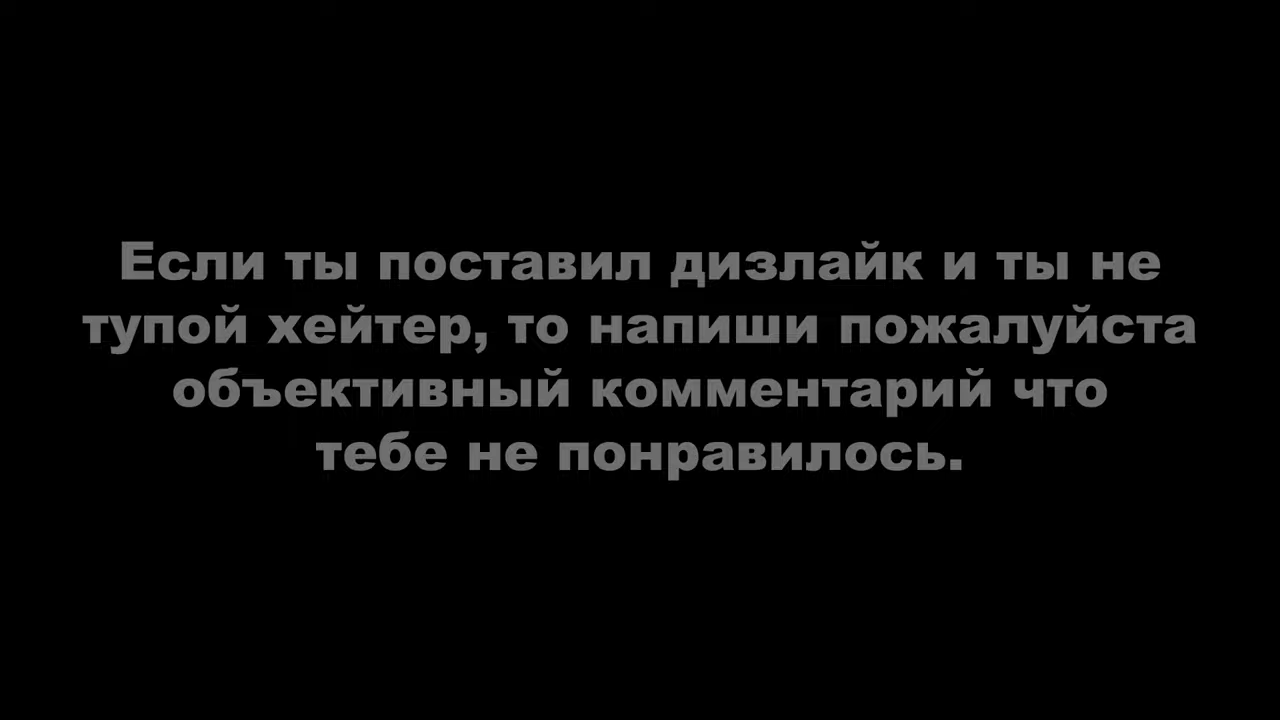 Если ты поставил дизлайк и ты не
тупой хейтер, то напиши пожалуйста
объективный комментарий что
тебе не понравилось.